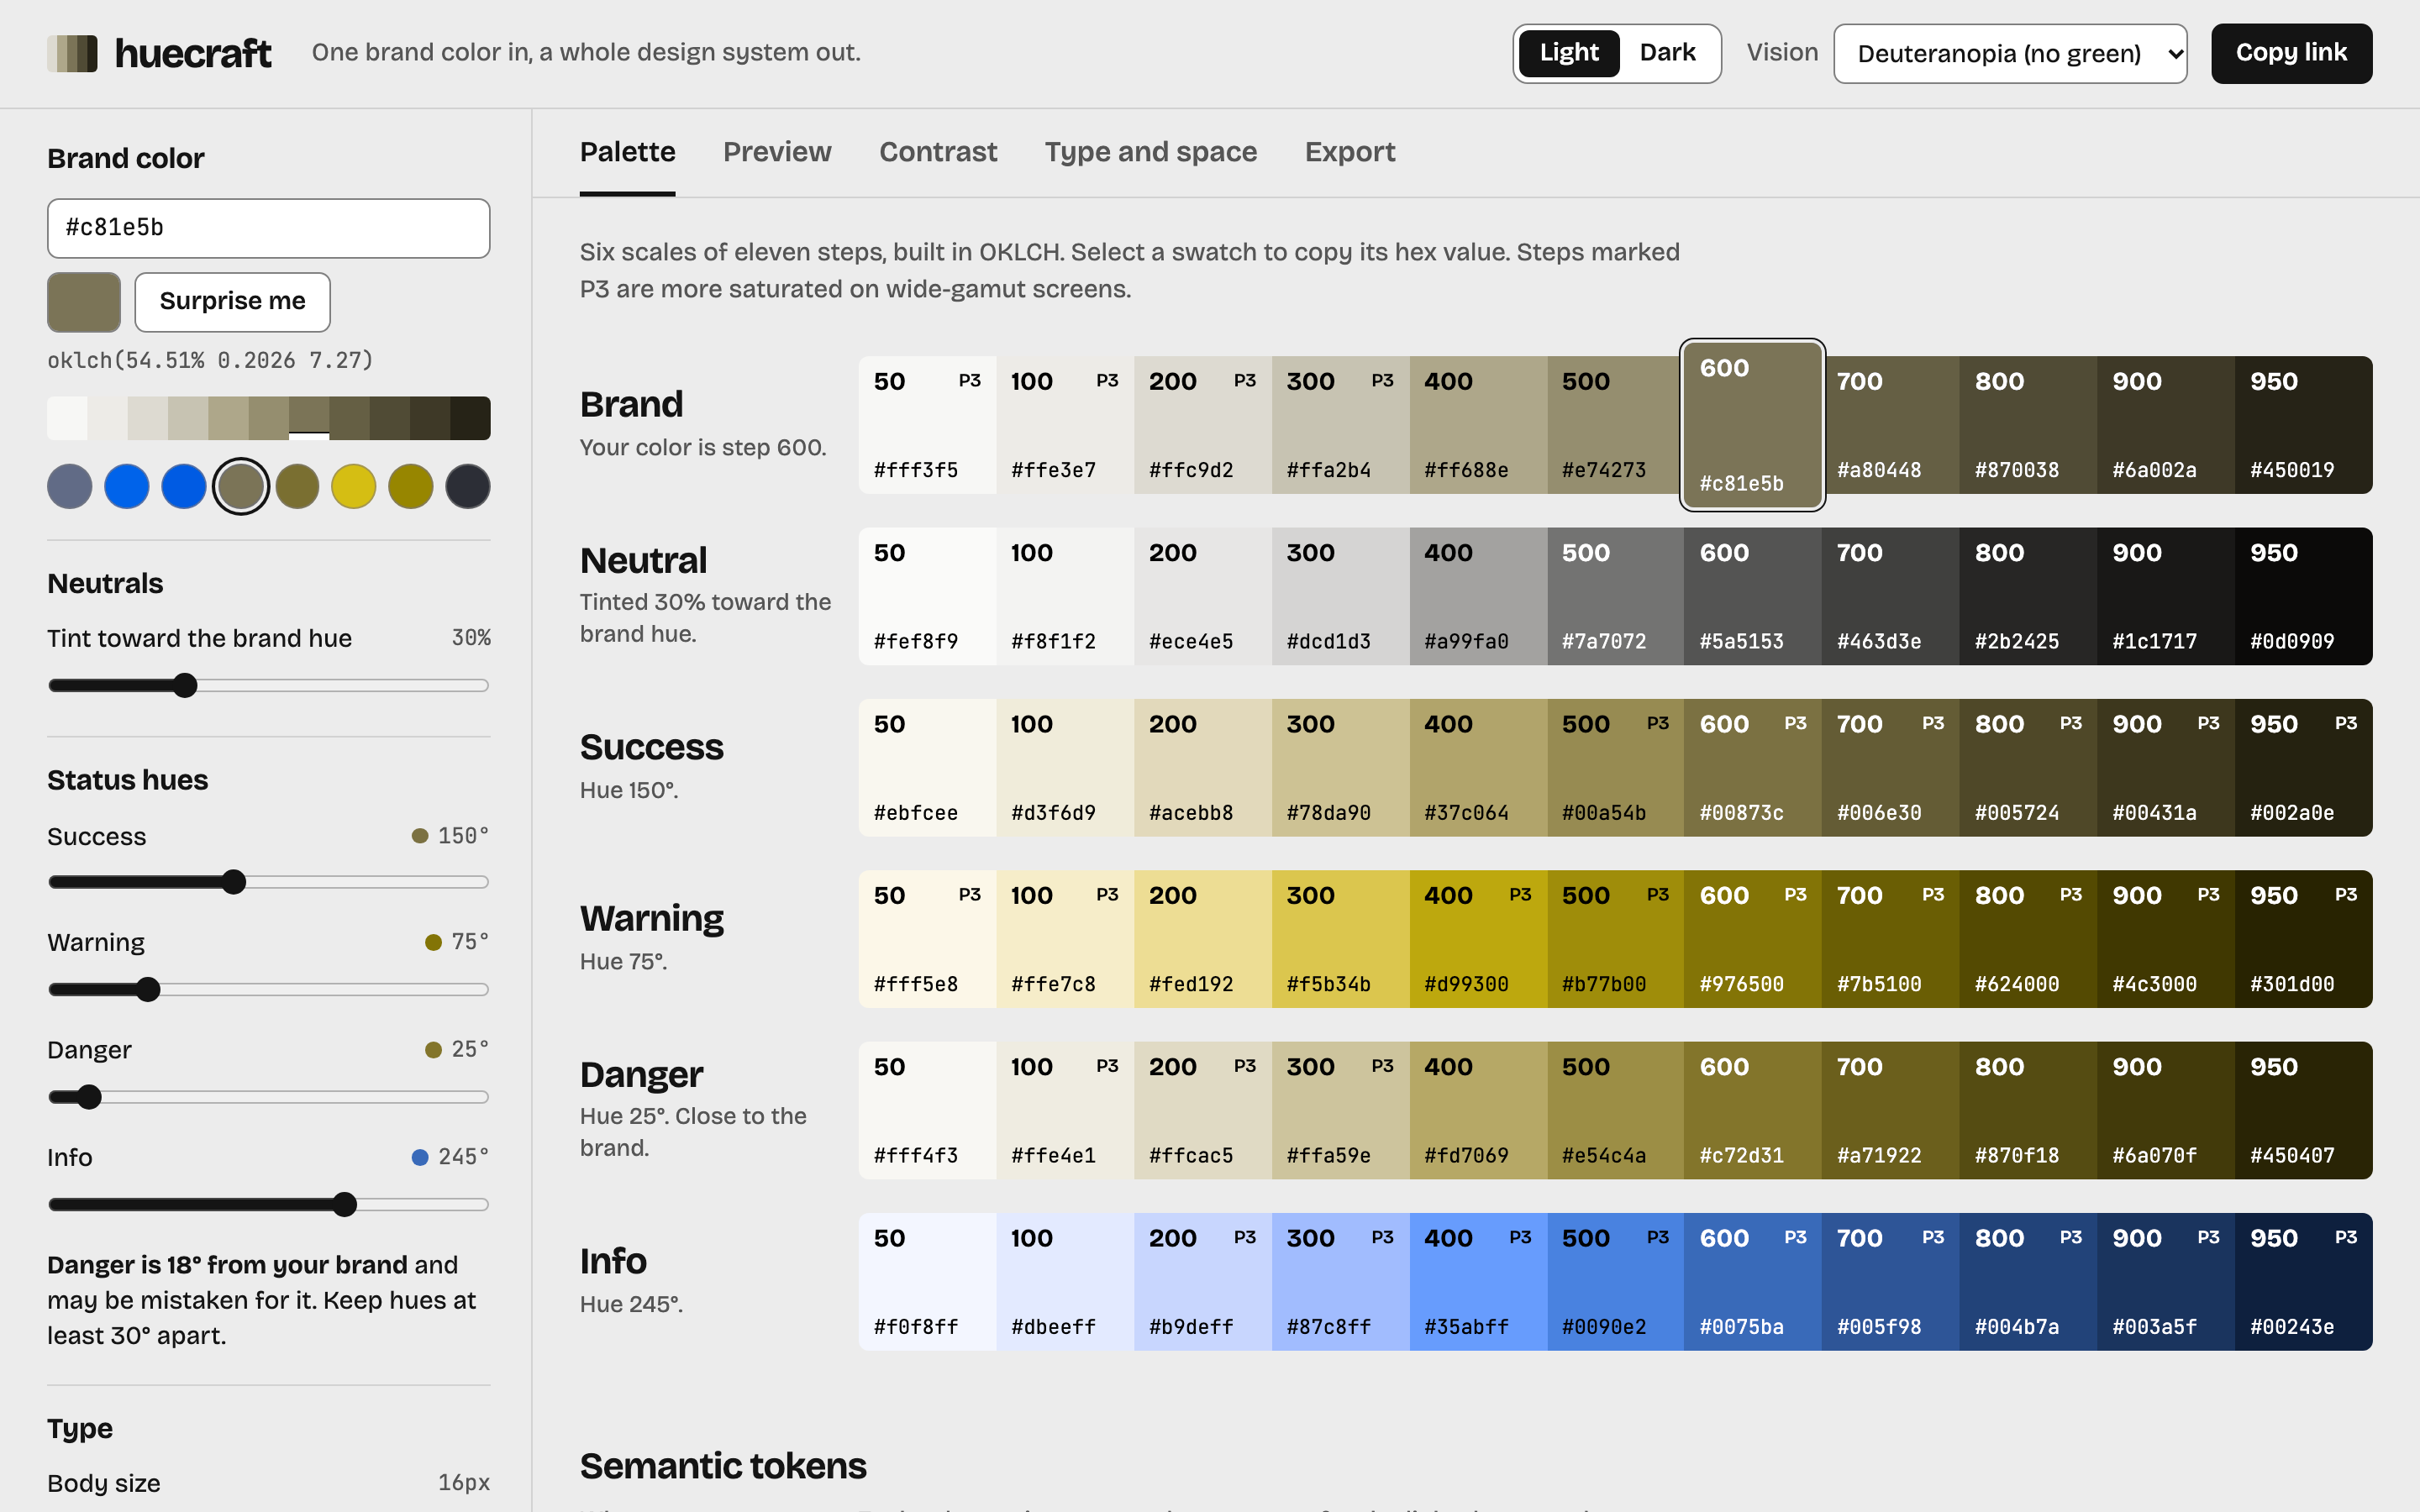 huecraft
One brand color in, a whole design system out.
Light
Dark
Vision
Deuteranopia (no green)
Copy link
Brand color
#c81e5b
Surprise me
oklch(54.51% 0.2026 7.27)
Neutrals
Tint toward the brand hue 30%
Status hues
Success 150°
Warning 75°
Danger 25°
Info 245°
Danger is 18° from your brand and
may be mistaken for it. Keep hues at
least 30° apart.
Type
Body size 16px
Palette Preview Contrast Type and space Export
Six scales of eleven steps, built in OKLCH. Select a swatch to copy its hex value. Steps marked
P3 are more saturated on wide-gamut screens.
Brand
Your color is step 600.
50 P3 100 P3 200 P3 300 P3 400 500 600 700 800 900 950
#fff3f5 #ffe3e7 #ffc9d2 #ffa2b4 #ff688e #e74273 #c81e5b #a80448 #870038 #6a002a #450019
Neutral
Tinted 30% toward the
brand hue.
50 100 200 300 400 500 600 700 800 900 950
#fef8f9 #f8f1f2 #ece4e5 #dcd1d3 #a99fa0 #7a7072 #5a5153 #463d3e #2b2425 #1c1717 #0d0909
Success
Hue 150°.
50 100 200 300 400 500 P3 600 P3 700 P3 800 P3 900 P3 950 P3
#ebfcee #d3f6d9 #acebb8 #78da90 #37c064 #00a54b #00873c #006e30 #005724 #00431a #002a0e
Warning
Hue 75°.
50 P3 100 P3 200 300 400 P3 500 P3 600 P3 700 P3 800 P3 900 P3 950 P3
#fff5e8 #ffe7c8 #fed192 #f5b34b #d99300 #b77b00 #976500 #7b5100 #624000 #4c3000 #301d00
Danger
Hue 25°. Close to the
brand.
50 100 P3 200 P3 300 P3 400 500 600 700 800 900 950
#fff4f3 #ffe4e1 #ffcac5 #ffa59e #fd7069 #e54c4a #c72d31 #a71922 #870f18 #6a070f #450407
Info
Hue 245°.
50 100 200 P3 300 P3 400 P3 500 P3 600 P3 700 P3 800 P3 900 P3 950 P3
#f0f8ff #dbeeff #b9deff #87c8ff #35abff #0090e2 #0075ba #005f98 #004b7a #003a5f #00243e
Semantic tokens